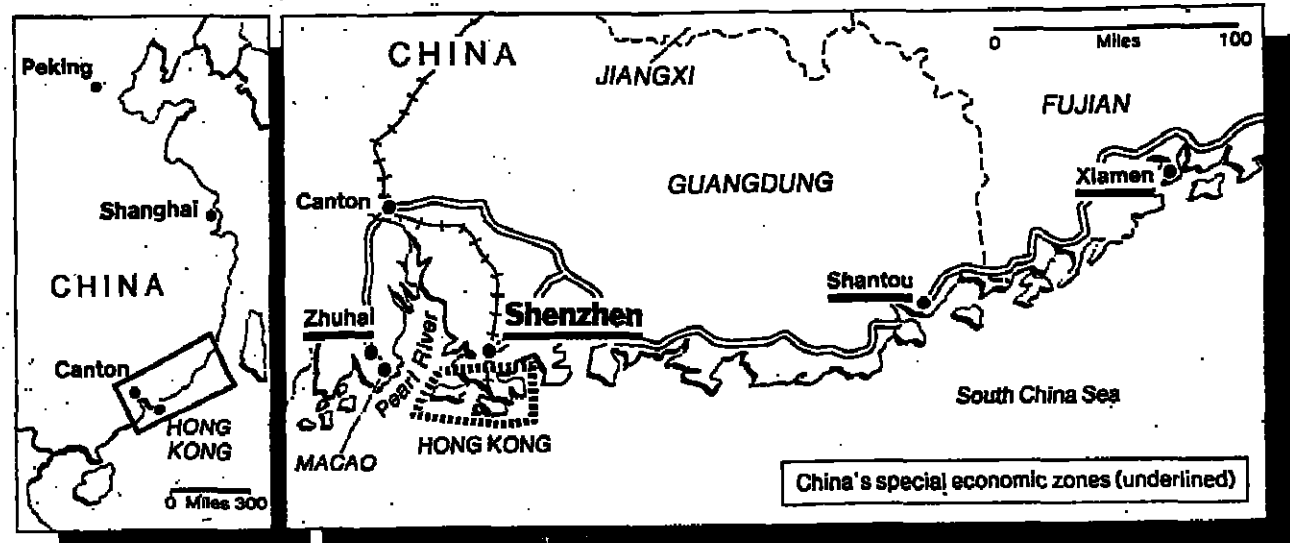 Peking
Shanghai
CHINA
Canton
HONG
KONG
0 Miles 300
CHINA
JIANGXI
0 Miles 100
FUJIAN
GUANGDUNG
Canton
Xiamen
Shantou
Zhuhai
Shenzhen
Pearl River
South China Sea
MACAO
HONG KONG
China's special economic zones (underlined)